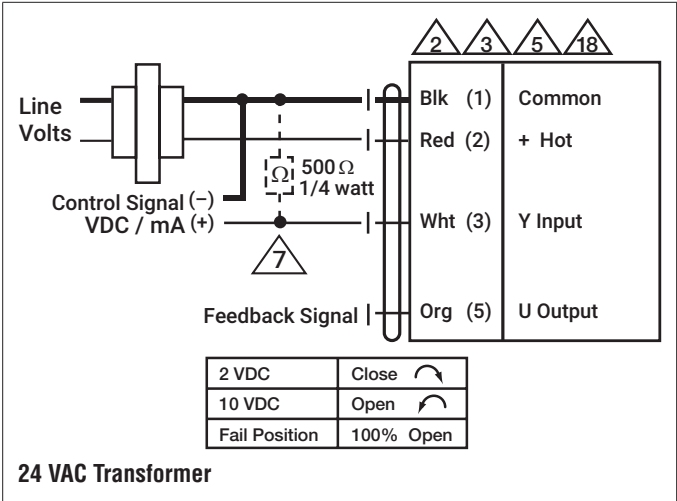 2 3 5 18
Line
Volts
Blk (1) Common
Red (2) + Hot
Ω 500 Ω
1/4 watt
Control Signal (−)
VDC / mA (+)
Wht (3) Y Input
7
Feedback Signal
Org (5) U Output
2 VDC Close
10 VDC Open
Fail Position 100% Open
24 VAC Transformer